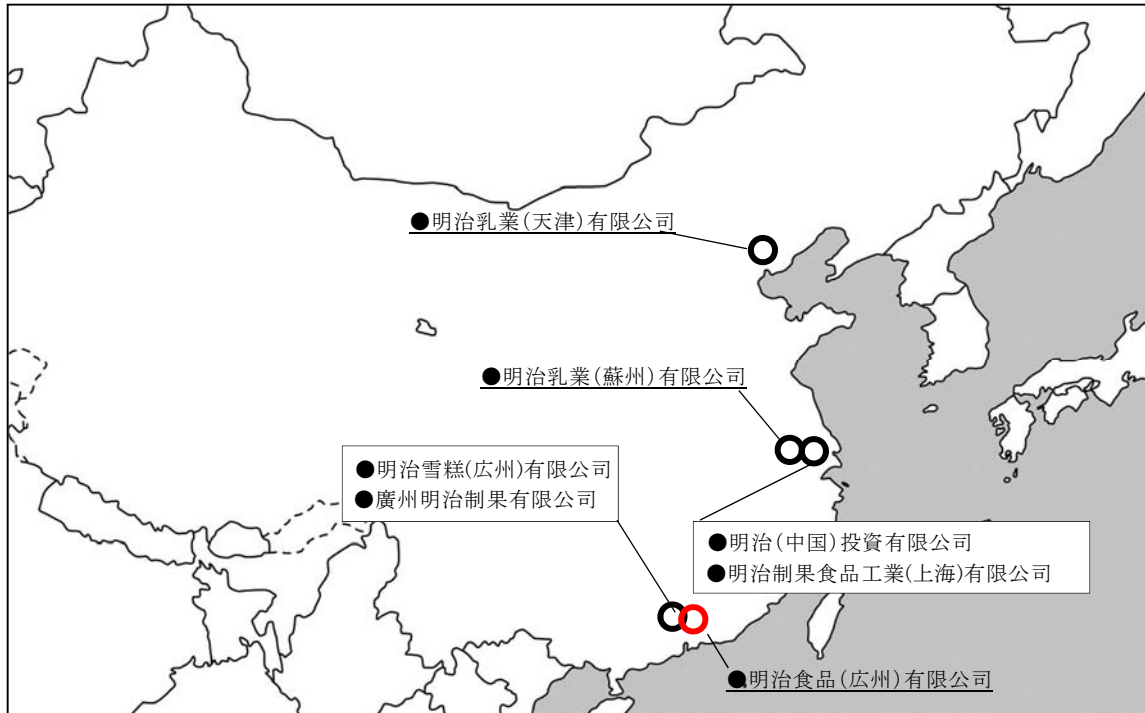 ●明治乳業(天津)有限公司
●明治乳業(蘇州)有限公司
●明治雪糕(広州)有限公司
●廣州明治制果有限公司
●明治(中国)投資有限公司
●明治制果食品工業(上海)有限公司
●明治食品(広州)有限公司